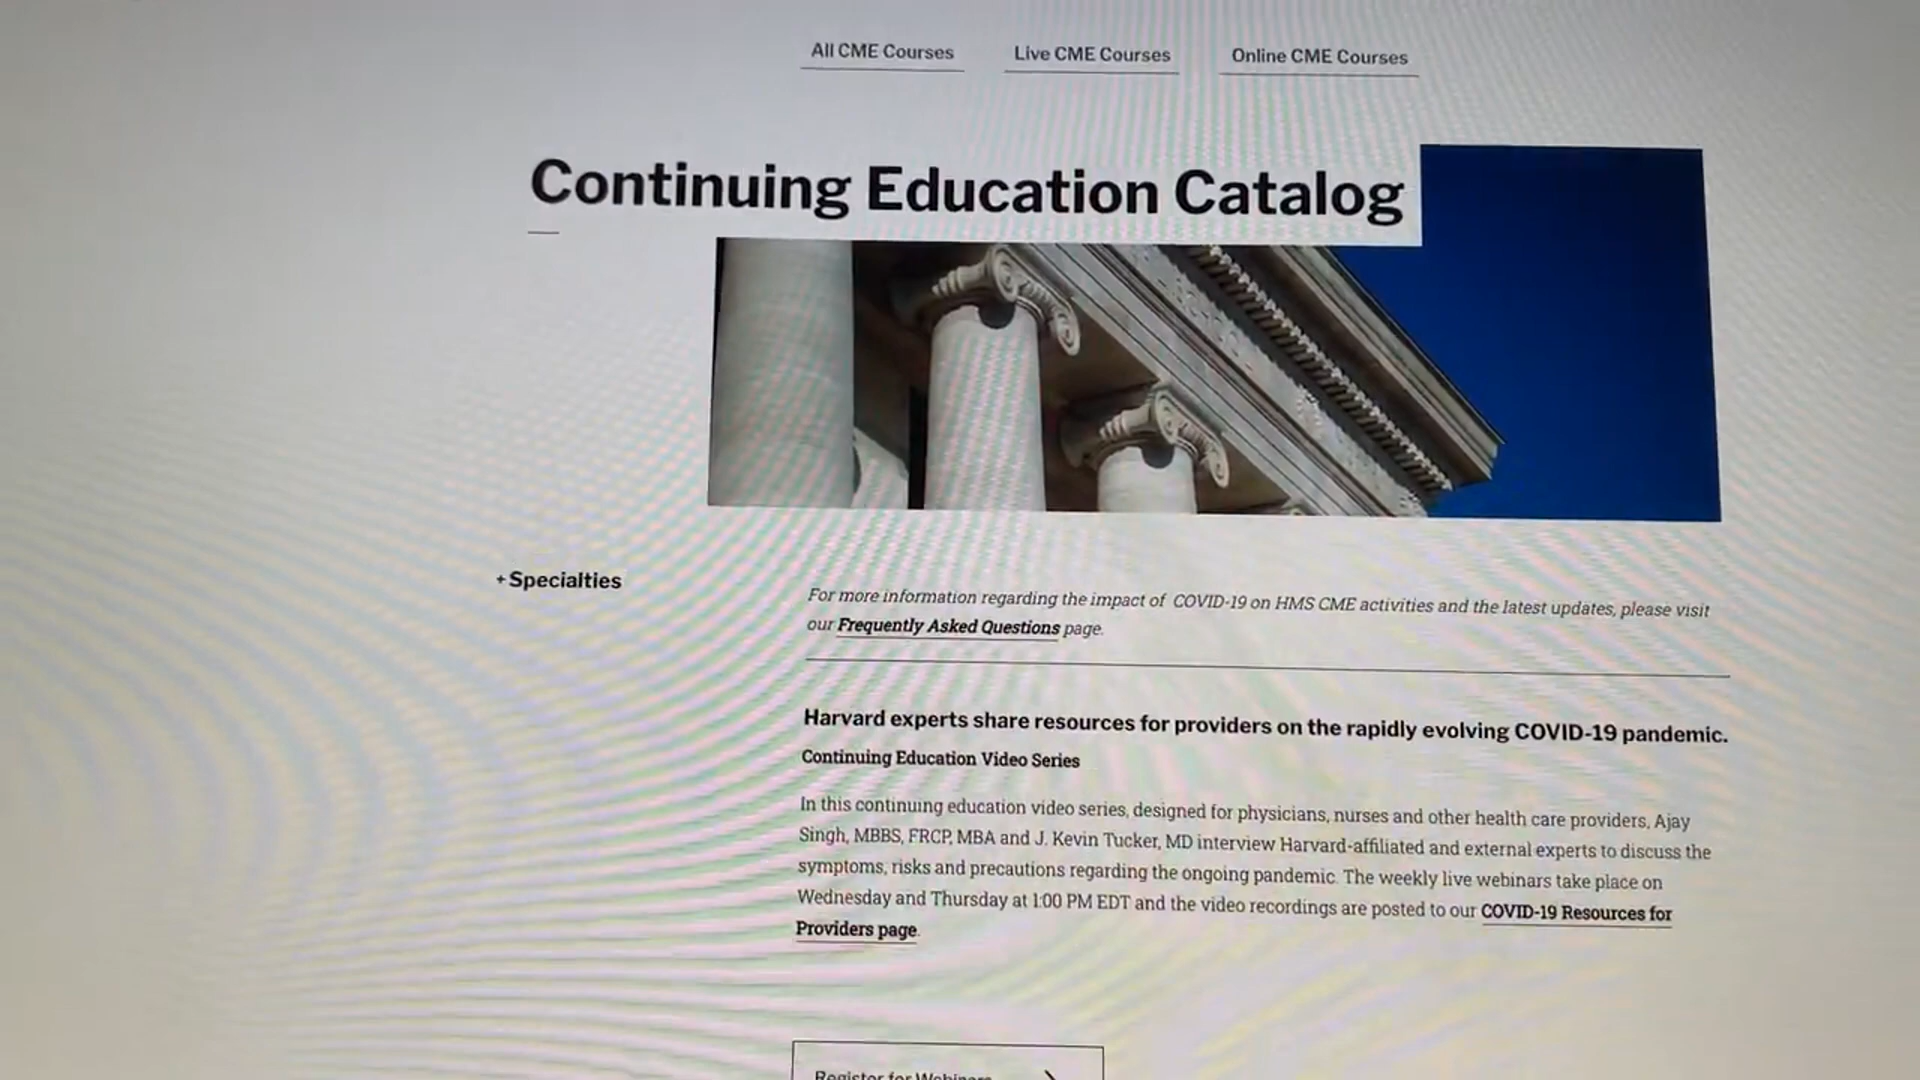 All CME Courses
Live CME Courses
Online CME Courses
Continuing Education Catalog
+ Specialties
For more information regarding the impact of COVID-19 on HMS CME activities and the latest updates, please visit
our Frequently Asked Questions page.
Harvard experts share resources for providers on the rapidly evolving COVID-19 pandemic.
Continuing Education Video Series
In this continuing education video series, designed for physicians, nurses and other health care providers, Ajay
Singh, MBBS, FRCP, MBA and J. Kevin Tucker, MD interview Harvard-affiliated and external experts to discuss the
symptoms, risks and precautions regarding the ongoing pandemic. The weekly live webinars take place on
Wednesday and Thursday at 1:00 PM EDT and the video recordings are posted to our COVID-19 Resources for
Providers page.
Register for Webinars